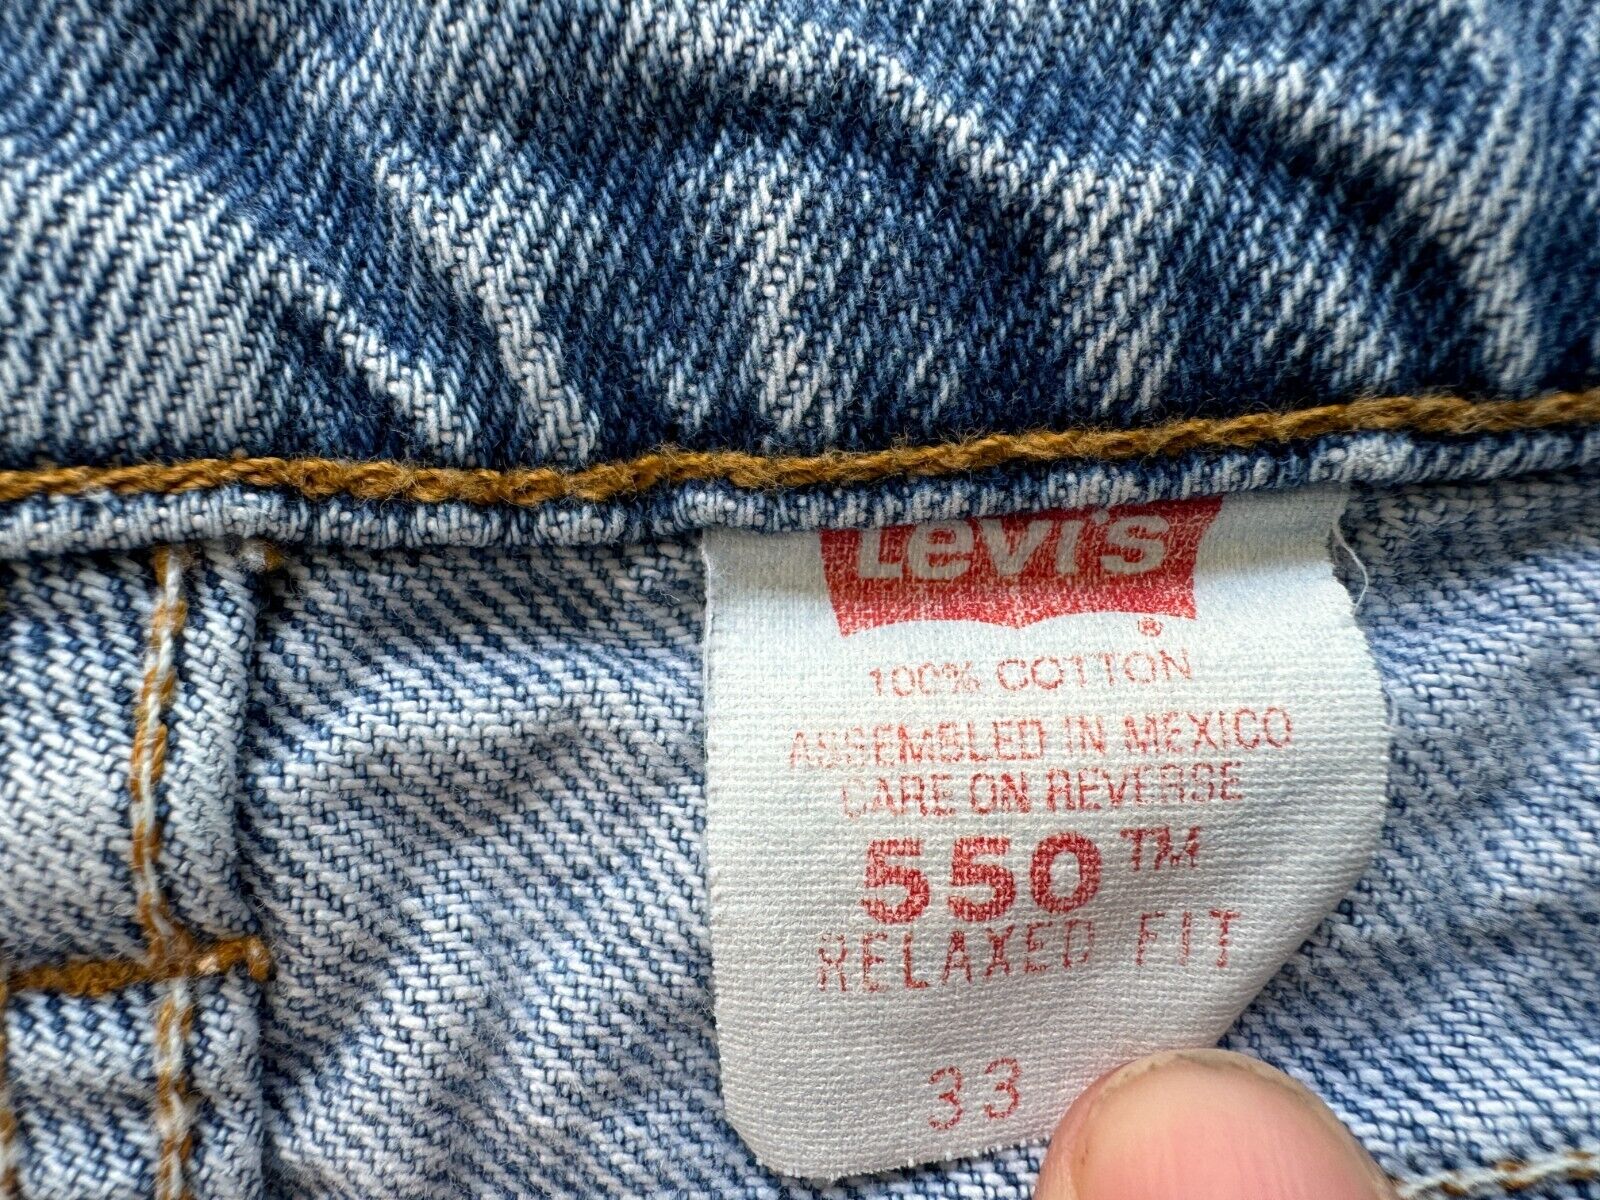 Levi's
®
100% COTTON
ASSEMBLED IN MEXICO
CARE ON REVERSE
550™
RELAXED FIT
33